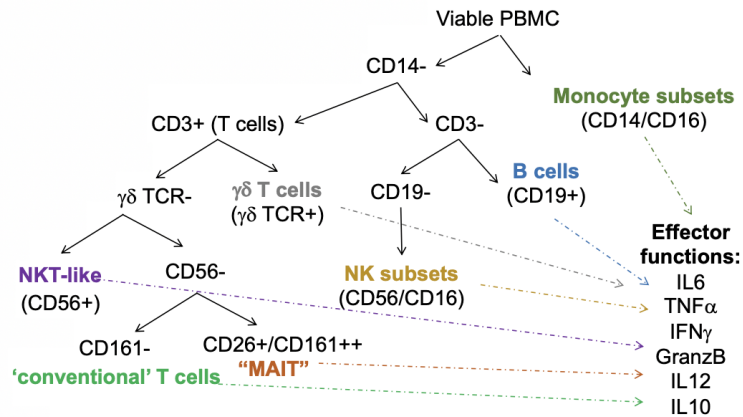 Viable PBMC
CD14-
Monocyte subsets
(CD14/CD16)
CD3+ (T cells)
CD3-
γδ TCR-
γδ T cells
(γδ TCR+)
CD19-
B cells
(CD19+)
Effector
functions:
NKT-like
(CD56+)
CD56-
NK subsets
(CD56/CD16)
IL6
TNFα
IFNγ
GranzB
IL12
IL10
CD161-
'conventional' T cells
CD26+/CD161++
“MAIT”